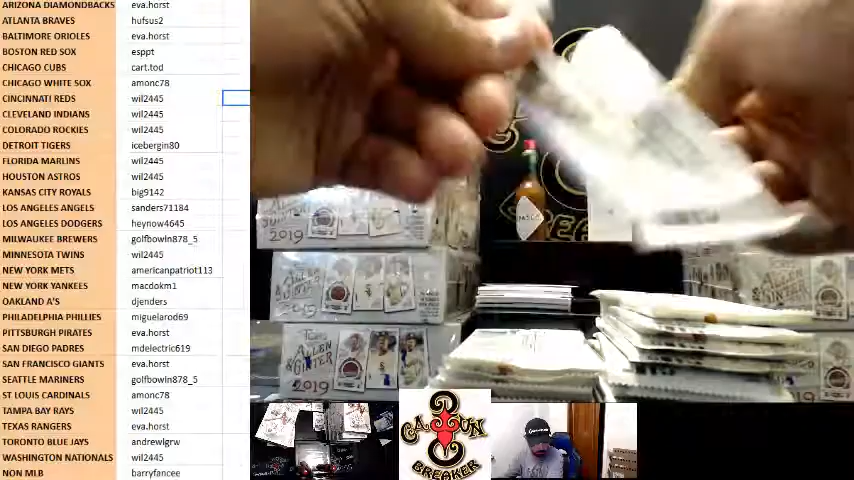 ARIZONA DIAMONDBACKS eva.horst
ATLANTA BRAVES hufsus2
BALTIMORE ORIOLES eva.horst
BOSTON RED SOX esppt
CHICAGO CUBS cart.tod
CHICAGO WHITE SOX amonc78
CINCINNATI REDS wil2445
CLEVELAND INDIANS wil2445
COLORADO ROCKIES wil2445
DETROIT TIGERS icebergin80
FLORIDA MARLINS wil2445
HOUSTON ASTROS wil2445
KANSAS CITY ROYALS big9142
LOS ANGELES ANGELS sanders71184
LOS ANGELES DODGERS heynow4645
MILWAUKEE BREWERS golfbowln878_5
MINNESOTA TWINS wil2445
NEW YORK METS americanpatriot113
NEW YORK YANKEES macdokm1
OAKLAND A'S djenders
PHILADELPHIA PHILLIES miguelarod69
PITTSBURGH PIRATES eva.horst
SAN DIEGO PADRES mdelectric619
SAN FRANCISCO GIANTS eva.horst
SEATTLE MARINERS golfbowln878_5
ST LOUIS CARDINALS amonc78
TAMPA BAY RAYS wil2445
TEXAS RANGERS eva.horst
TORONTO BLUE JAYS andrewlgrw
WASHINGTON NATIONALS wil2445
NON MLB barryfancee
2019
Topps
ALLEN
& GINTER
2019
CAJUN
BREAKER